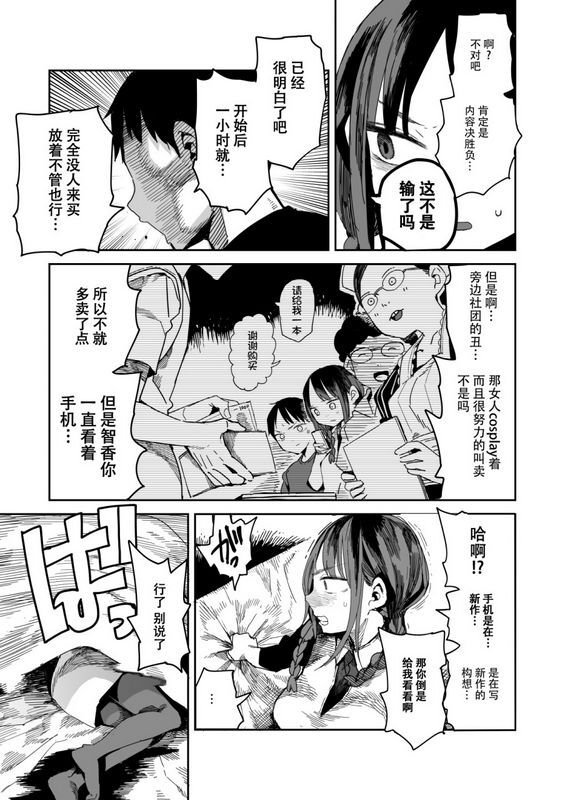 啊?
不对吧
肯定是
内容决胜负…
这不是
输了吗
已经
很明白了吧
开始后
一小时就…
完全没人来买
放着不管也行…
但是啊…
旁边社团的丑…
那女人cosplay着
而且很努力的叫卖
不是吗
请给我一本
谢谢购买
所以不就
多卖了点
但是智香你
一直看着
手机…
哈啊!?
手机是在…
新作…
是在写
新作的
构想…
那你倒是
给我看看啊
ガッ
…
行了 别说了
ばっ